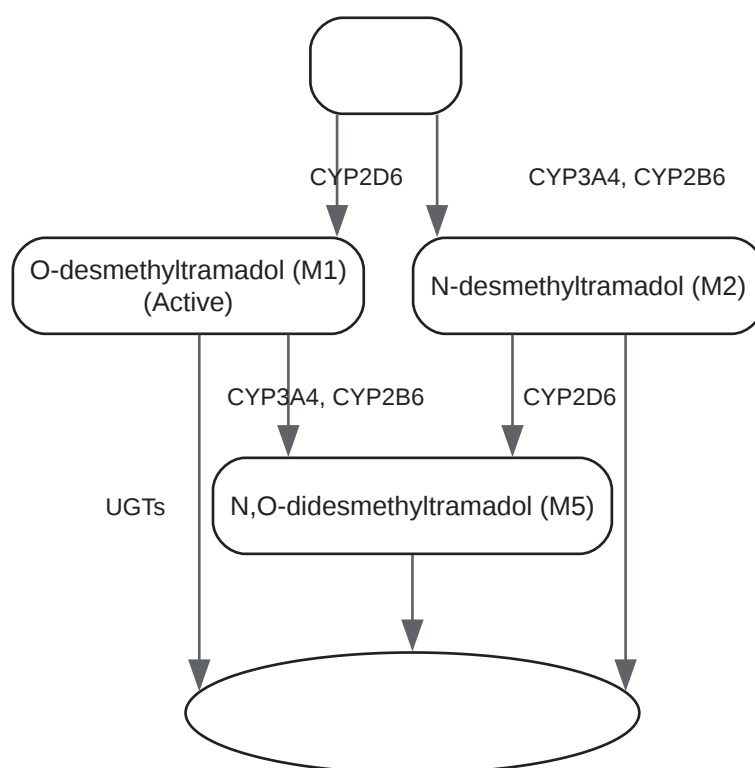 CYP2D6
CYP3A4, CYP2B6
O-desmethyltramadol (M1)
(Active)
N-desmethyltramadol (M2)
CYP3A4, CYP2B6
CYP2D6
UGTs
N,O-didesmethyltramadol (M5)